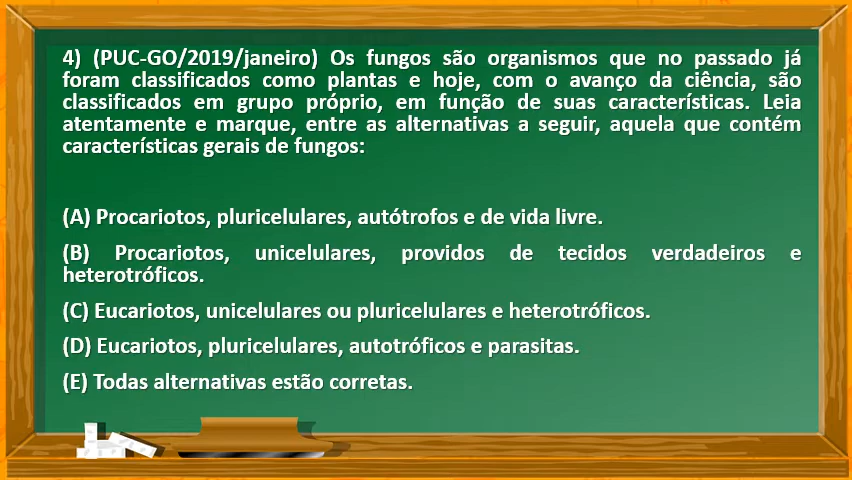 4) (PUC-GO/2019/janeiro) Os fungos são organismos que no passado já
foram classificados como plantas e hoje, com o avanço da ciência, são
classificados em grupo próprio, em função de suas características. Leia
atentamente e marque, entre as alternativas a seguir, aquela que contém
características gerais de fungos:
(A) Procariotos, pluricelulares, autótrofos e de vida livre.
(B) Procariotos, unicelulares, providos de tecidos verdadeiros e
heterotróficos.
(C) Eucariotos, unicelulares ou pluricelulares e heterotróficos.
(D) Eucariotos, pluricelulares, autotróficos e parasitas.
(E) Todas alternativas estão corretas.